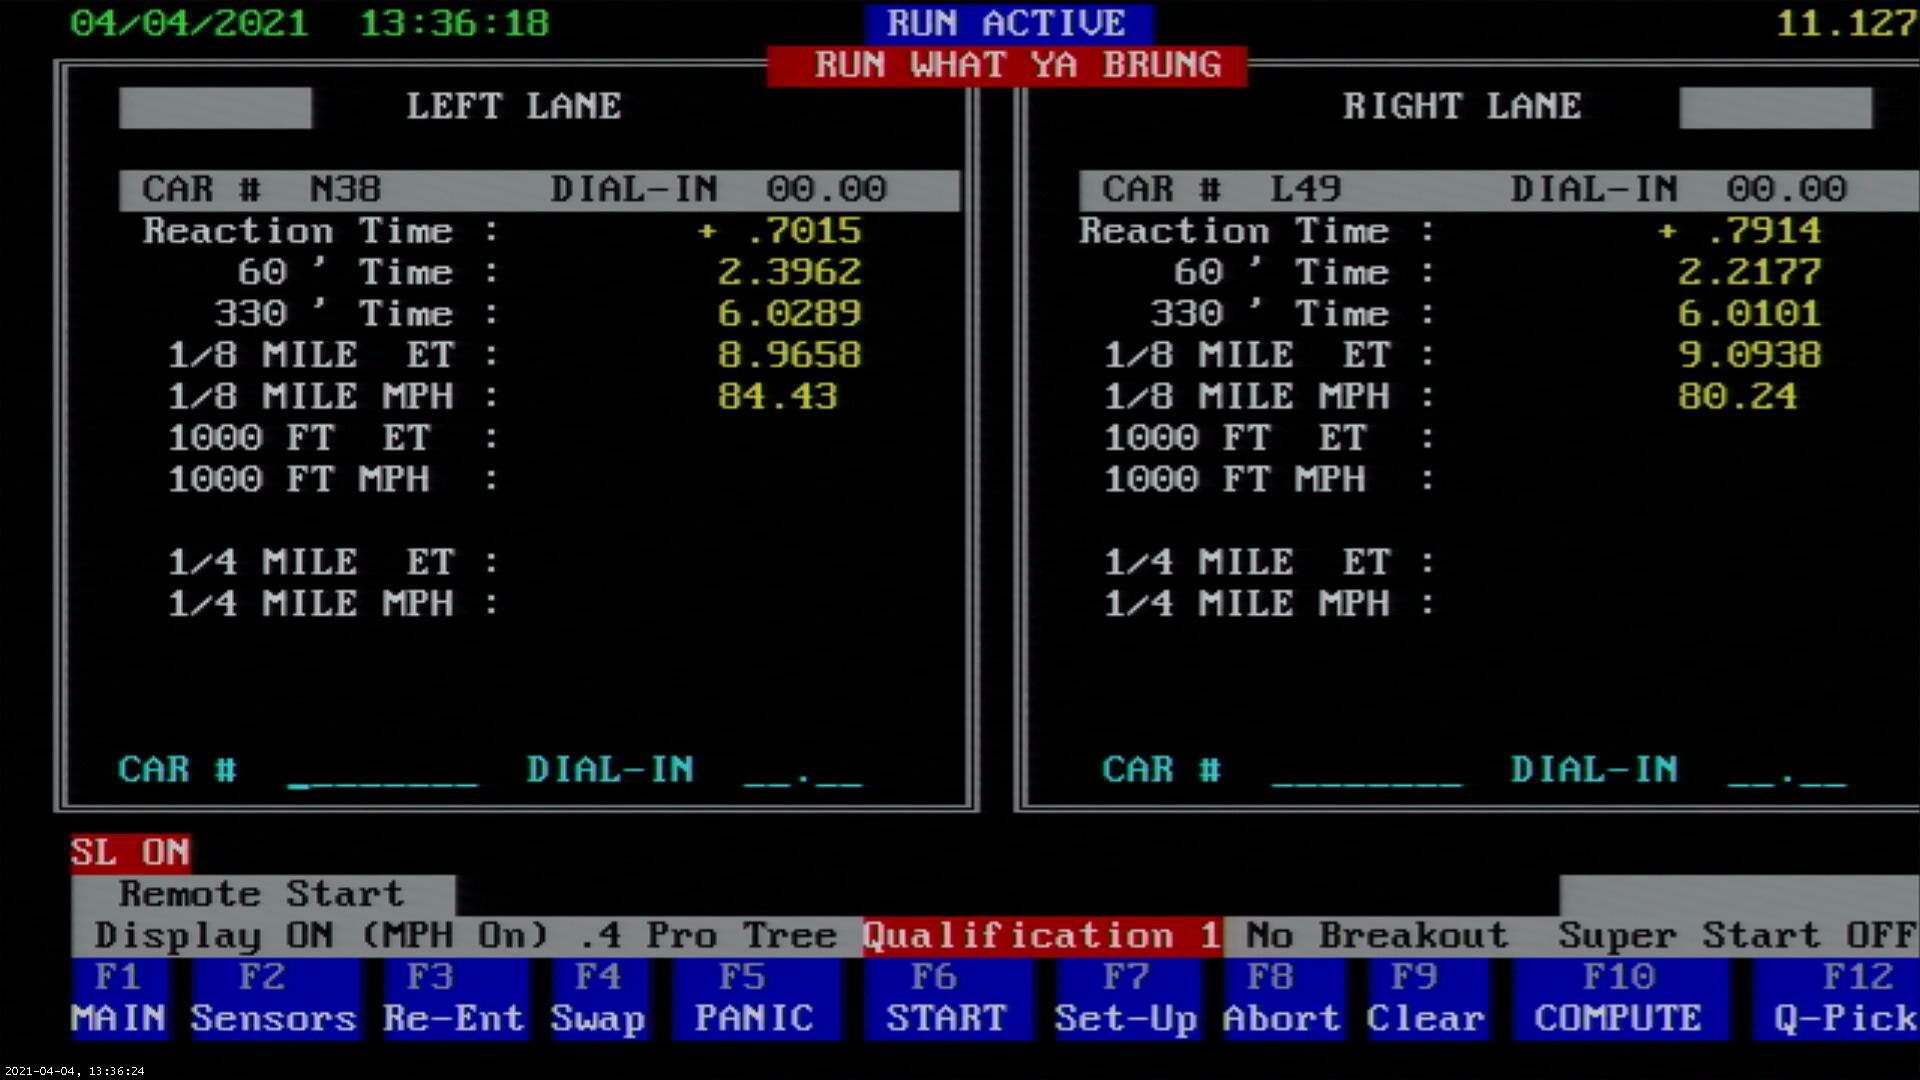 04/04/2021 13:36:18 RUN ACTIVE 11.127
RUN WHAT YA BRUNG
LEFT LANE RIGHT LANE
CAR # N38 DIAL-IN 00.00 CAR # L49 DIAL-IN 00.00
Reaction Time : + .7015 Reaction Time : + .7914
60 ' Time : 2.3962 60 ' Time : 2.2177
330 ' Time : 6.0289 330 ' Time : 6.0101
1/8 MILE ET : 8.9658 1/8 MILE ET : 9.0938
1/8 MILE MPH : 84.43 1/8 MILE MPH : 80.24
1000 FT ET : 1000 FT ET :
1000 FT MPH : 1000 FT MPH :
1/4 MILE ET : 1/4 MILE ET :
1/4 MILE MPH : 1/4 MILE MPH :
CAR # ________ DIAL-IN __.__ CAR # ________ DIAL-IN __.__
SL ON
Remote Start
Display ON (MPH On) .4 Pro Tree Qualification 1 No Breakout Super Start OFF
F1 F2 F3 F4 F5 F6 F7 F8 F9 F10 F12
MAIN Sensors Re-Ent Swap PANIC START Set-Up Abort Clear COMPUTE Q-Pick
2021-04-04, 13:36:24